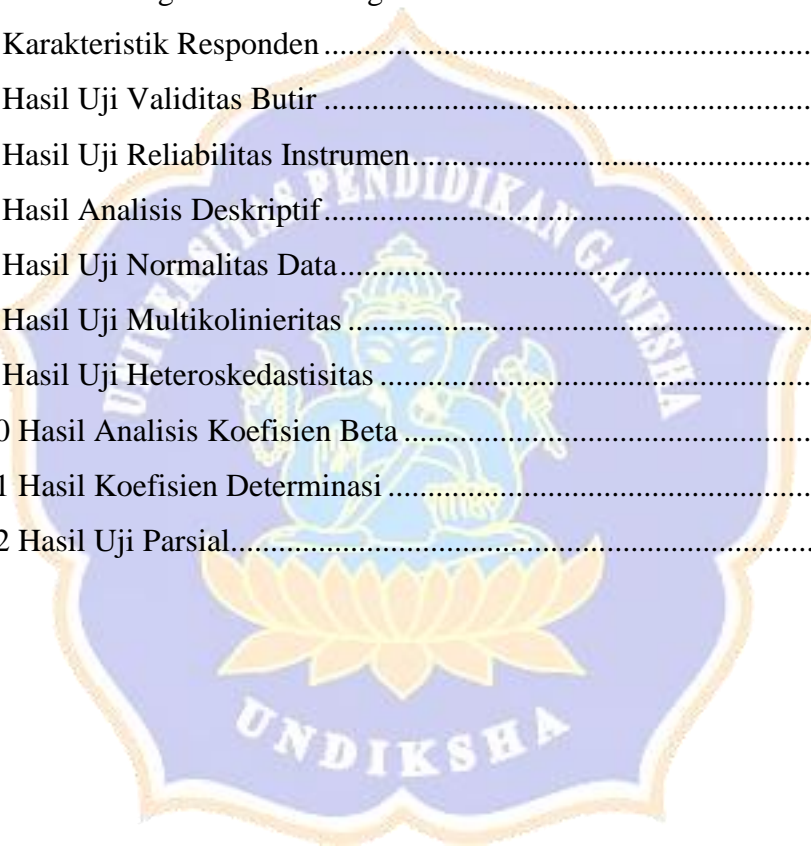 Karakteristik Responden ........................................................
Hasil Uji Validitas Butir ........................................................
Hasil Uji Reliabilitas Instrumen..............................................
Hasil Analisis Deskriptif........................................................
Hasil Uji Normalitas Data......................................................
Hasil Uji Multikolinieritas .....................................................
Hasil Uji Heteroskedastisitas .................................................
0 Hasil Analisis Koefisien Beta ..............................................
1 Hasil Koefisien Determinasi ................................................
2 Hasil Uji Parsial...................................................................
UNIVERSITAS PENDIDIKAN GANESHA
UNDIKSHA